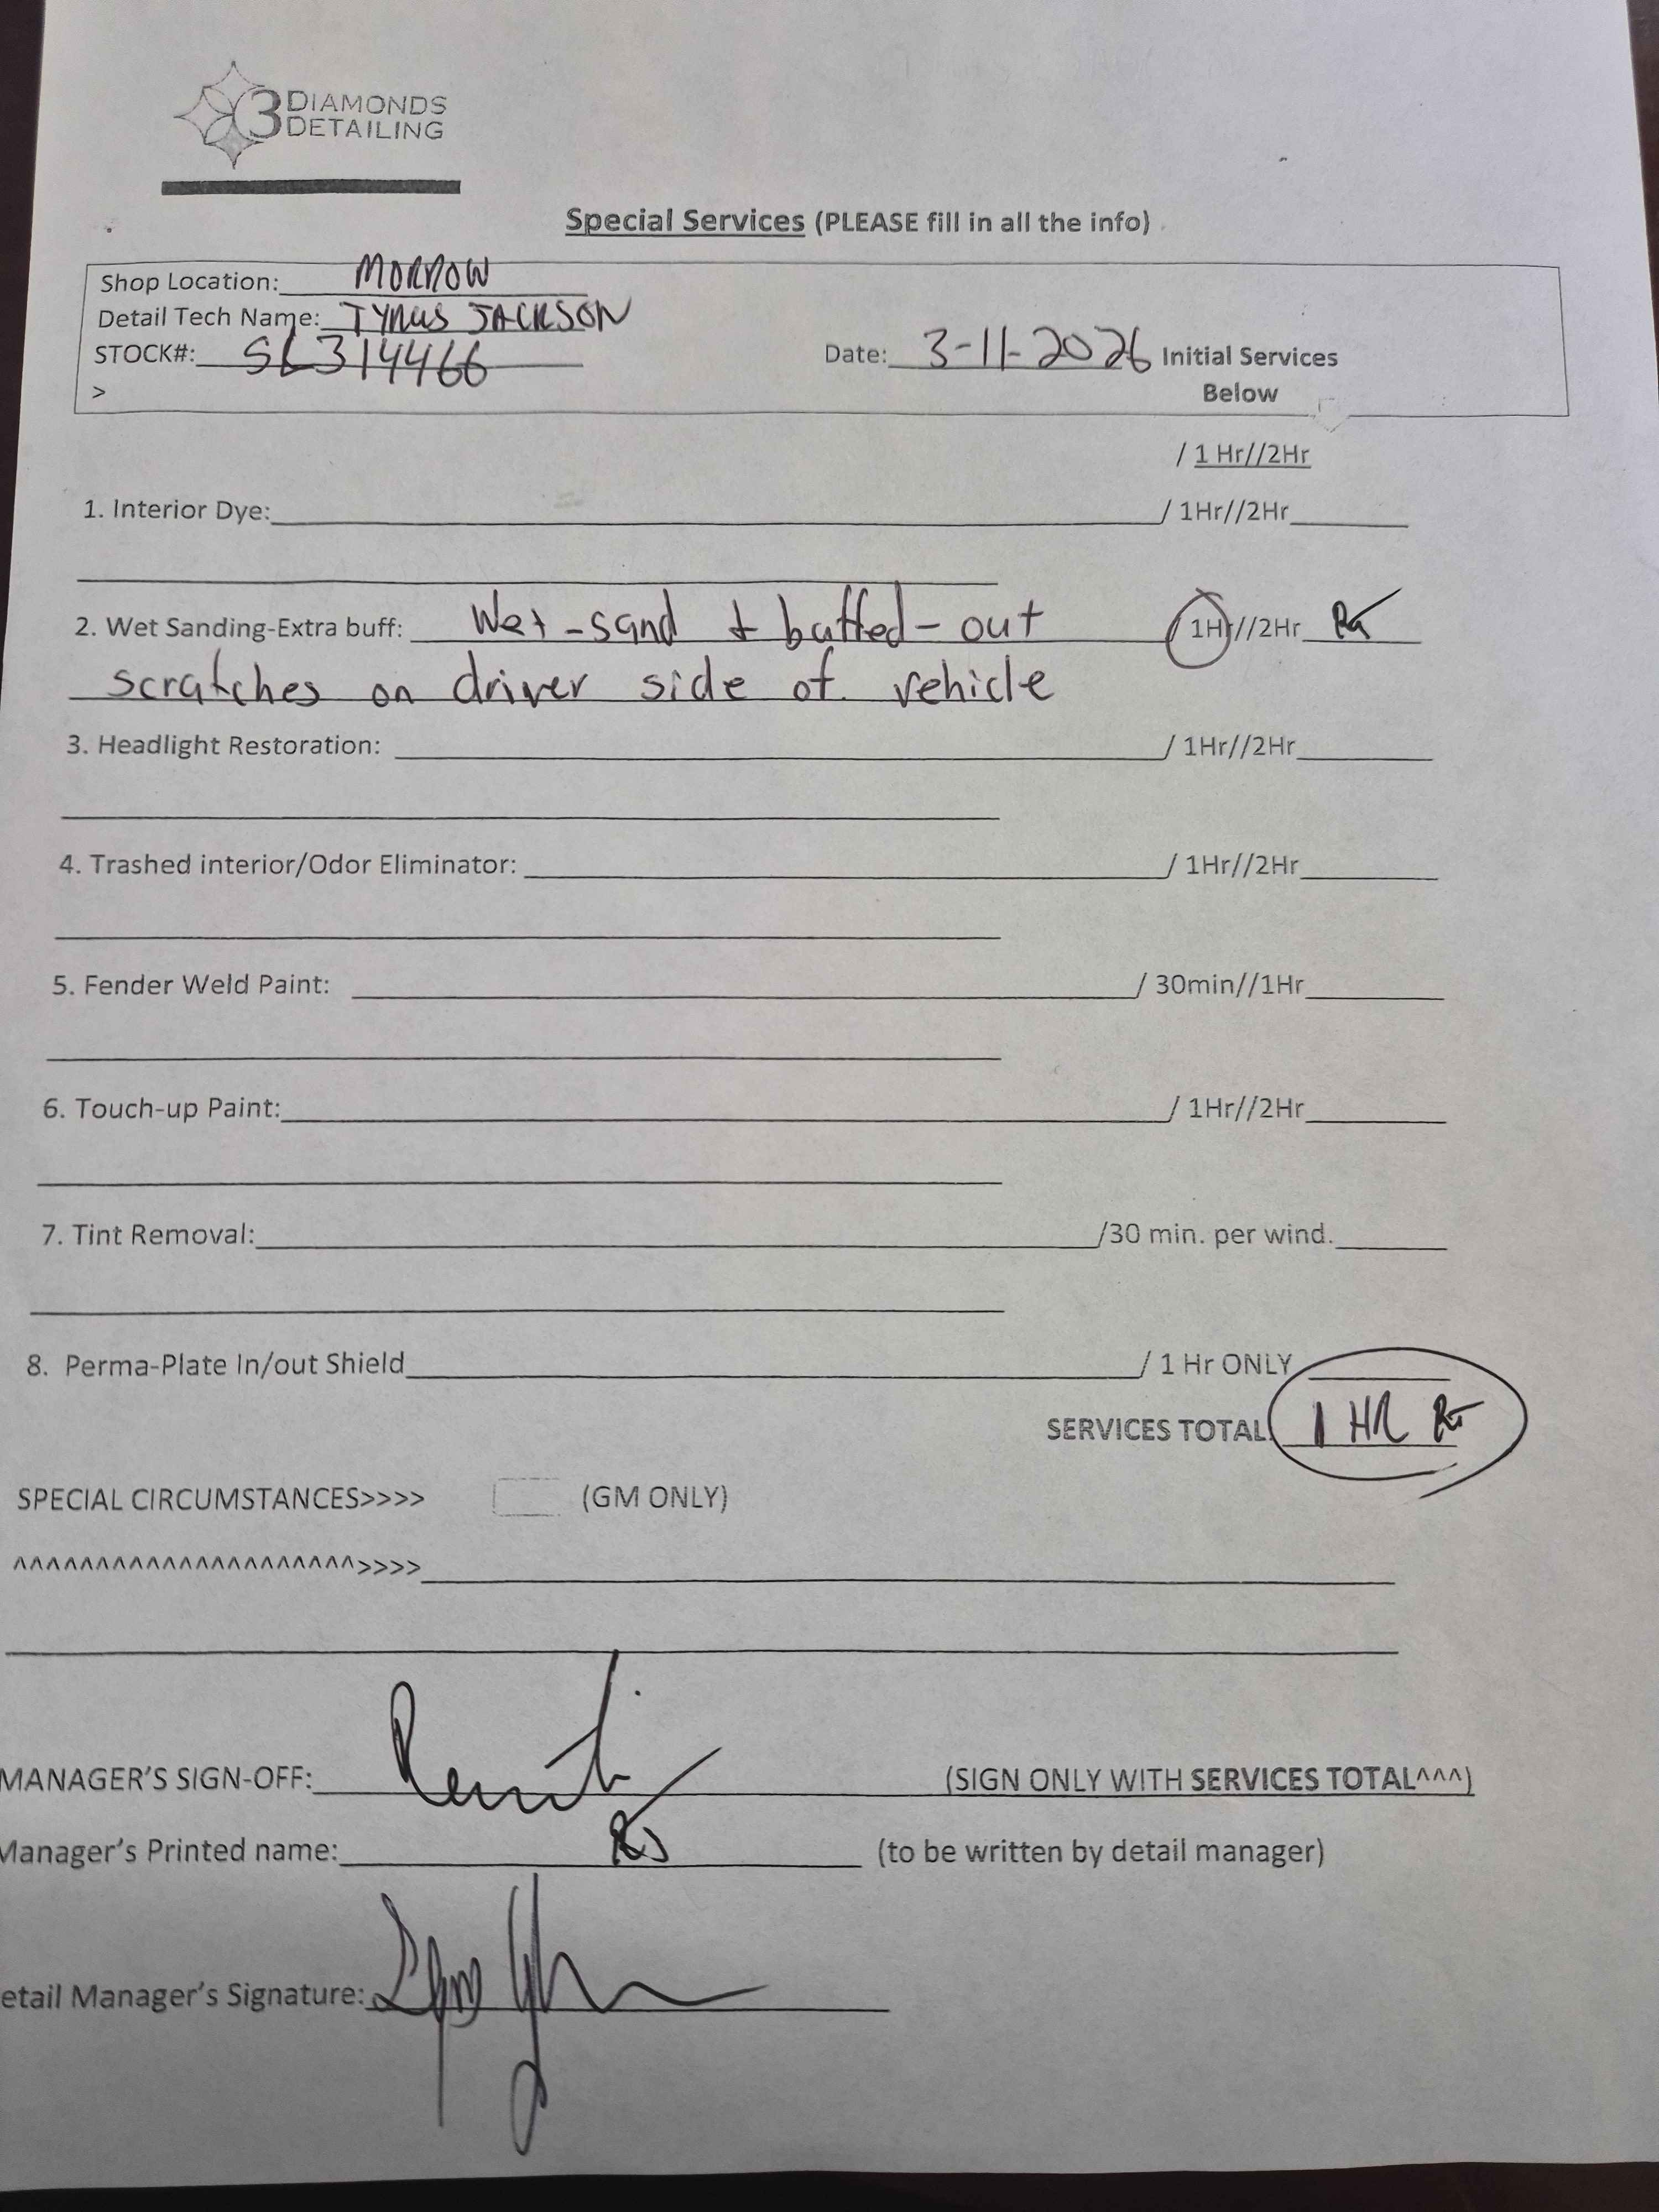 3 DIAMONDS
DETAILING
Special Services (PLEASE fill in all the info)
Shop Location: MORROW
Detail Tech Name: TYRUS JACKSON
STOCK#: SL314466 Date: 3-11-2026 Initial Services
> Below
/ 1 Hr//2Hr
1. Interior Dye: / 1Hr//2Hr
2. Wet Sanding-Extra buff: Wet-sand + buffed-out / 1Hr//2Hr
scratches on driver side of vehicle
3. Headlight Restoration: / 1Hr//2Hr
4. Trashed interior/Odor Eliminator: / 1Hr//2Hr
5. Fender Weld Paint: / 30min//1Hr
6. Touch-up Paint: / 1Hr//2Hr
7. Tint Removal: /30 min. per wind.
8. Perma-Plate In/out Shield / 1 Hr ONLY
SERVICES TOTAL: 1 HR
SPECIAL CIRCUMSTANCES>>>> (GM ONLY)
^^^^^^^^^^^^^^^^^^^^^>>>>
MANAGER'S SIGN-OFF: (SIGN ONLY WITH SERVICES TOTAL^^^)
Manager's Printed name: (to be written by detail manager)
etail Manager's Signature: